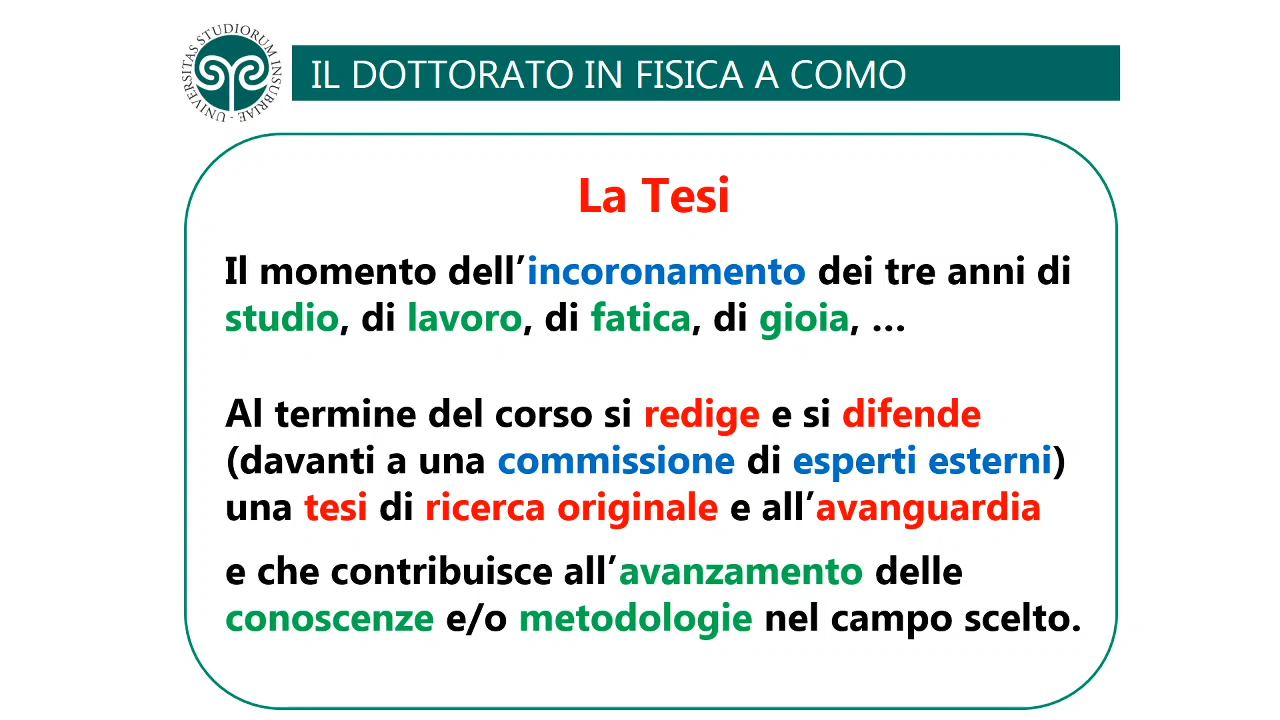 UNIVERSITAS STUDIORUM INSUBRIAE
IL DOTTORATO IN FISICA A COMO
La Tesi
Il momento dell’incoronamento dei tre anni di
studio, di lavoro, di fatica, di gioia, …
Al termine del corso si redige e si difende
(davanti a una commissione di esperti esterni)
una tesi di ricerca originale e all’avanguardia
e che contribuisce all’avanzamento delle
conoscenze e/o metodologie nel campo scelto.